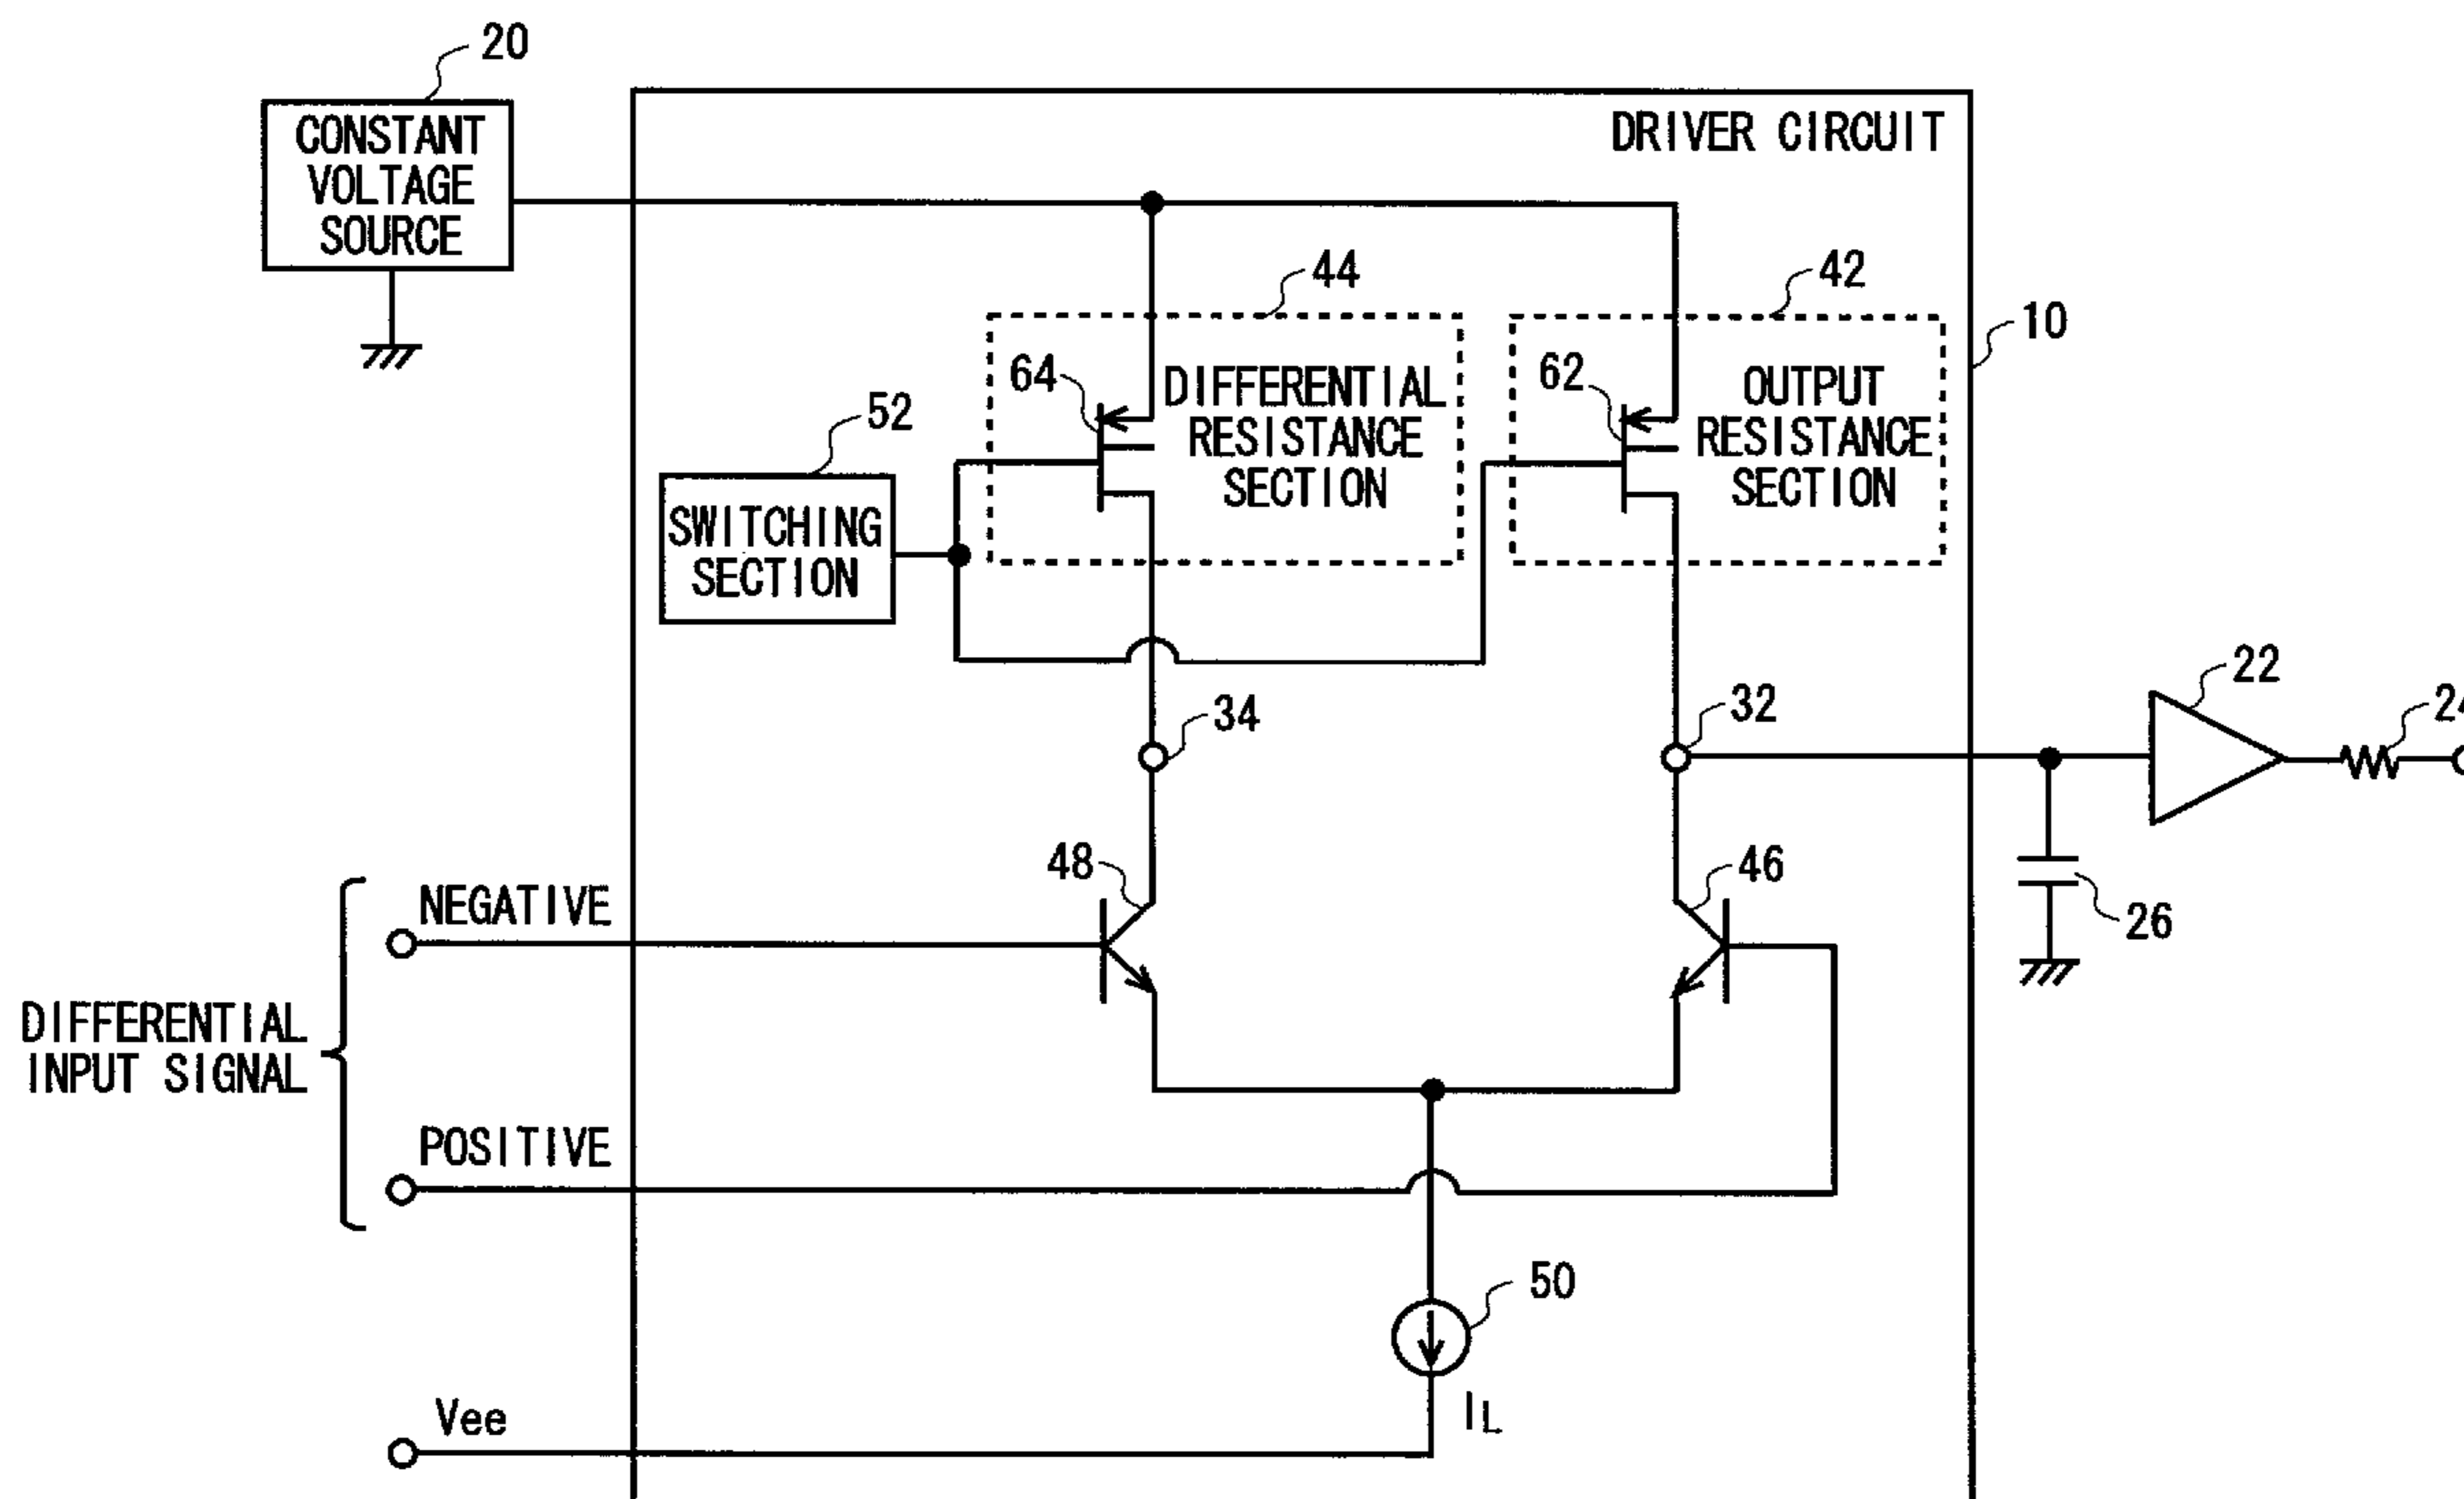 20
CONSTANT
VOLTAGE
SOURCE
DRIVER CIRCUIT
44
42
10
64
DIFFERENTIAL
RESISTANCE
SECTION
62
OUTPUT
RESISTANCE
SECTION
52
SWITCHING
SECTION
34
32
22
24
48
46
26
NEGATIVE
DIFFERENTIAL
INPUT SIGNAL
POSITIVE
50
IL
Vee